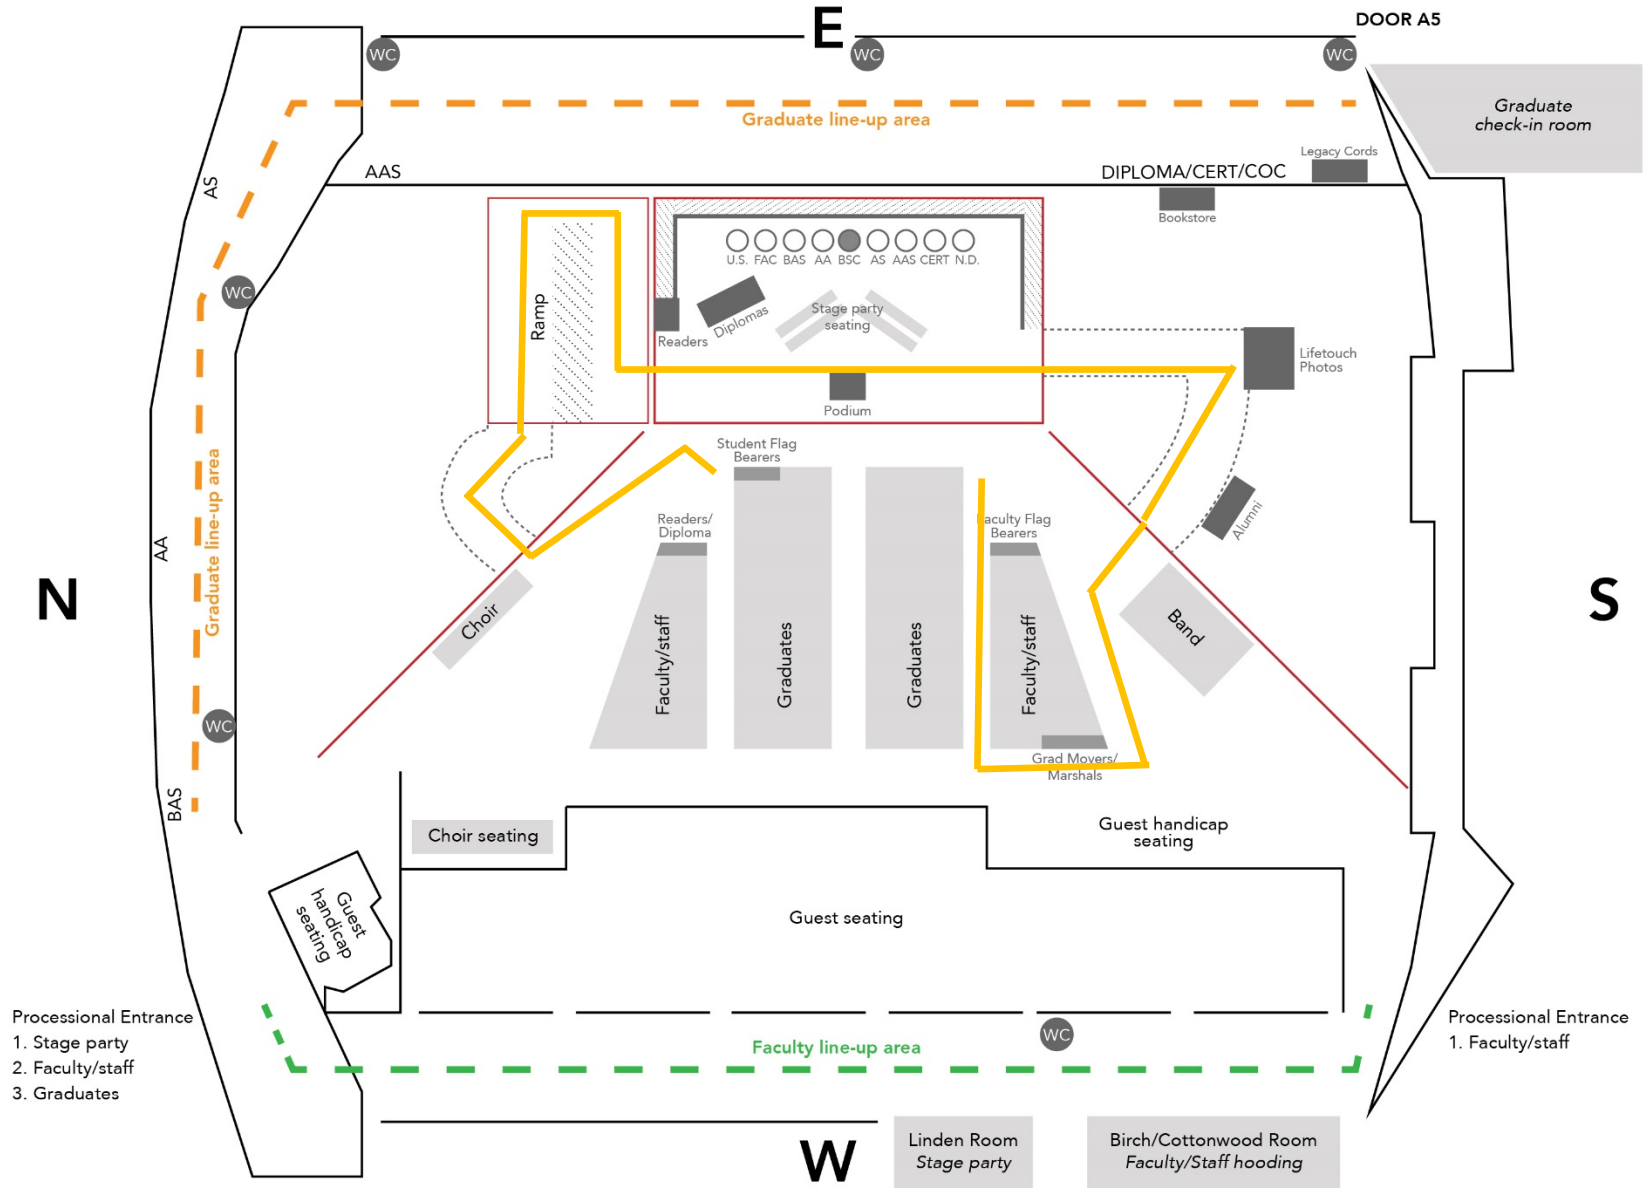 E
DOOR A5
WC
WC
WC
Graduate
check-in room
Graduate line-up area
Legacy Cords
AAS
DIPLOMA/CERT/COC
AS
Bookstore
U.S. FAC BAS AA BSC AS AAS CERT N.D.
WC
Ramp
Diplomas
Stage party
seating
Readers
Lifetouch
Photos
Podium
Student Flag
Bearers
Alumni
Readers/
Diploma
Faculty Flag
Bearers
AA
Graduate line-up area
N
S
Choir
Faculty/staff
Graduates
Graduates
Faculty/staff
Band
WC
Grad Movers/
Marshals
BAS
Choir seating
Guest handicap
seating
Guest
handicap
seating
Guest seating
Processional Entrance
1. Stage party
2. Faculty/staff
3. Graduates
WC
Faculty line-up area
Processional Entrance
1. Faculty/staff
W
Linden Room
Stage party
Birch/Cottonwood Room
Faculty/Staff hooding